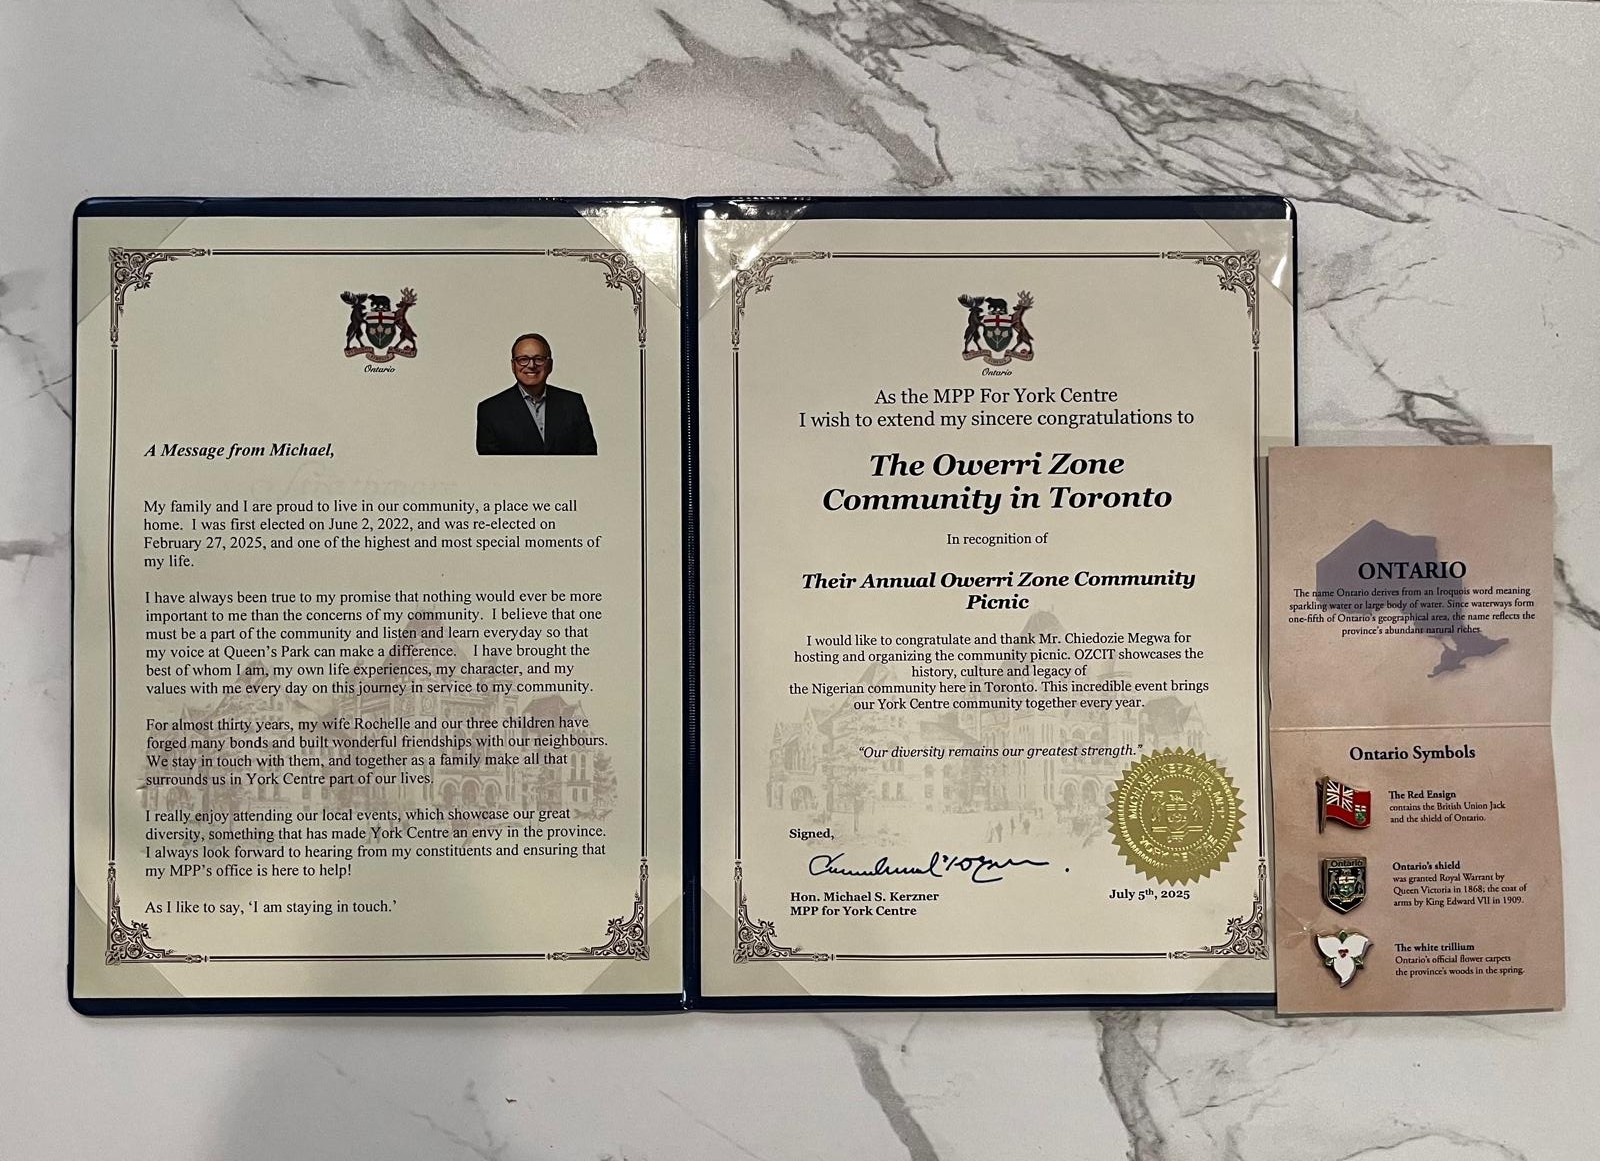 Ontario
A Message from Michael,
My family and I are proud to live in our community, a place we call
home. I was first elected on June 2, 2022, and was re-elected on
February 27, 2025, and one of the highest and most special moments of
my life.
I have always been true to my promise that nothing would ever be more
important to me than the concerns of my community. I believe that one
must be a part of the community and listen and learn everyday so that
my voice at Queen's Park can make a difference. I have brought the
best of whom I am, my own life experiences, my character, and my
values with me every day on this journey in service to my community.
For almost thirty years, my wife Rochelle and our three children have
forged many bonds and built wonderful friendships with our neighbours.
We stay in touch with them, and together as a family make all that
surrounds us in York Centre part of our lives.
I really enjoy attending our local events, which showcase our great
diversity, something that has made York Centre an envy in the province.
I always look forward to hearing from my constituents and ensuring that
my MPP's office is here to help!
As I like to say, 'I am staying in touch.'
Ontario
As the MPP For York Centre
I wish to extend my sincere congratulations to
The Owerri Zone
Community in Toronto
In recognition of
Their Annual Owerri Zone Community
Picnic
I would like to congratulate and thank Mr. Chiedozie Megwa for
hosting and organizing the community picnic. OZCIT showcases the
history, culture and legacy of
the Nigerian community here in Toronto. This incredible event brings
our York Centre community together every year.
"Our diversity remains our greatest strength."
MICHAEL KERZNER, MPP
YORK CENTRE
Signed,
Hon. Michael S. Kerzner
MPP for York Centre
July 5th, 2025
ONTARIO
The name Ontario derives from an Iroquois word meaning
sparkling water or large body of water. Since waterways form
one-fifth of Ontario's geographical area, the name reflects the
province's abundant natural riches.
Ontario Symbols
The Red Ensign
contains the British Union Jack
and the shield of Ontario.
Ontario
Ontario's shield
was granted Royal Warrant by
Queen Victoria in 1868; the coat of
arms by King Edward VII in 1909.
The white trillium
Ontario's official flower carpets
the province's woods in the spring.